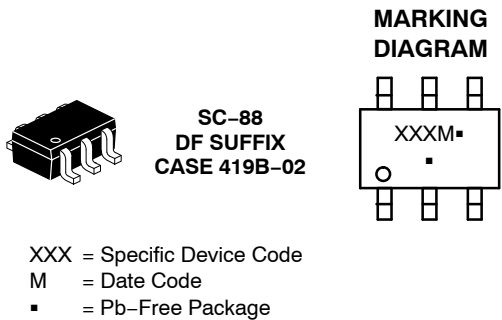 MARKING
DIAGRAM
SC−88
DF SUFFIX
CASE 419B−02
XXXM▪
▪
XXX = Specific Device Code
M = Date Code
▪ = Pb−Free Package